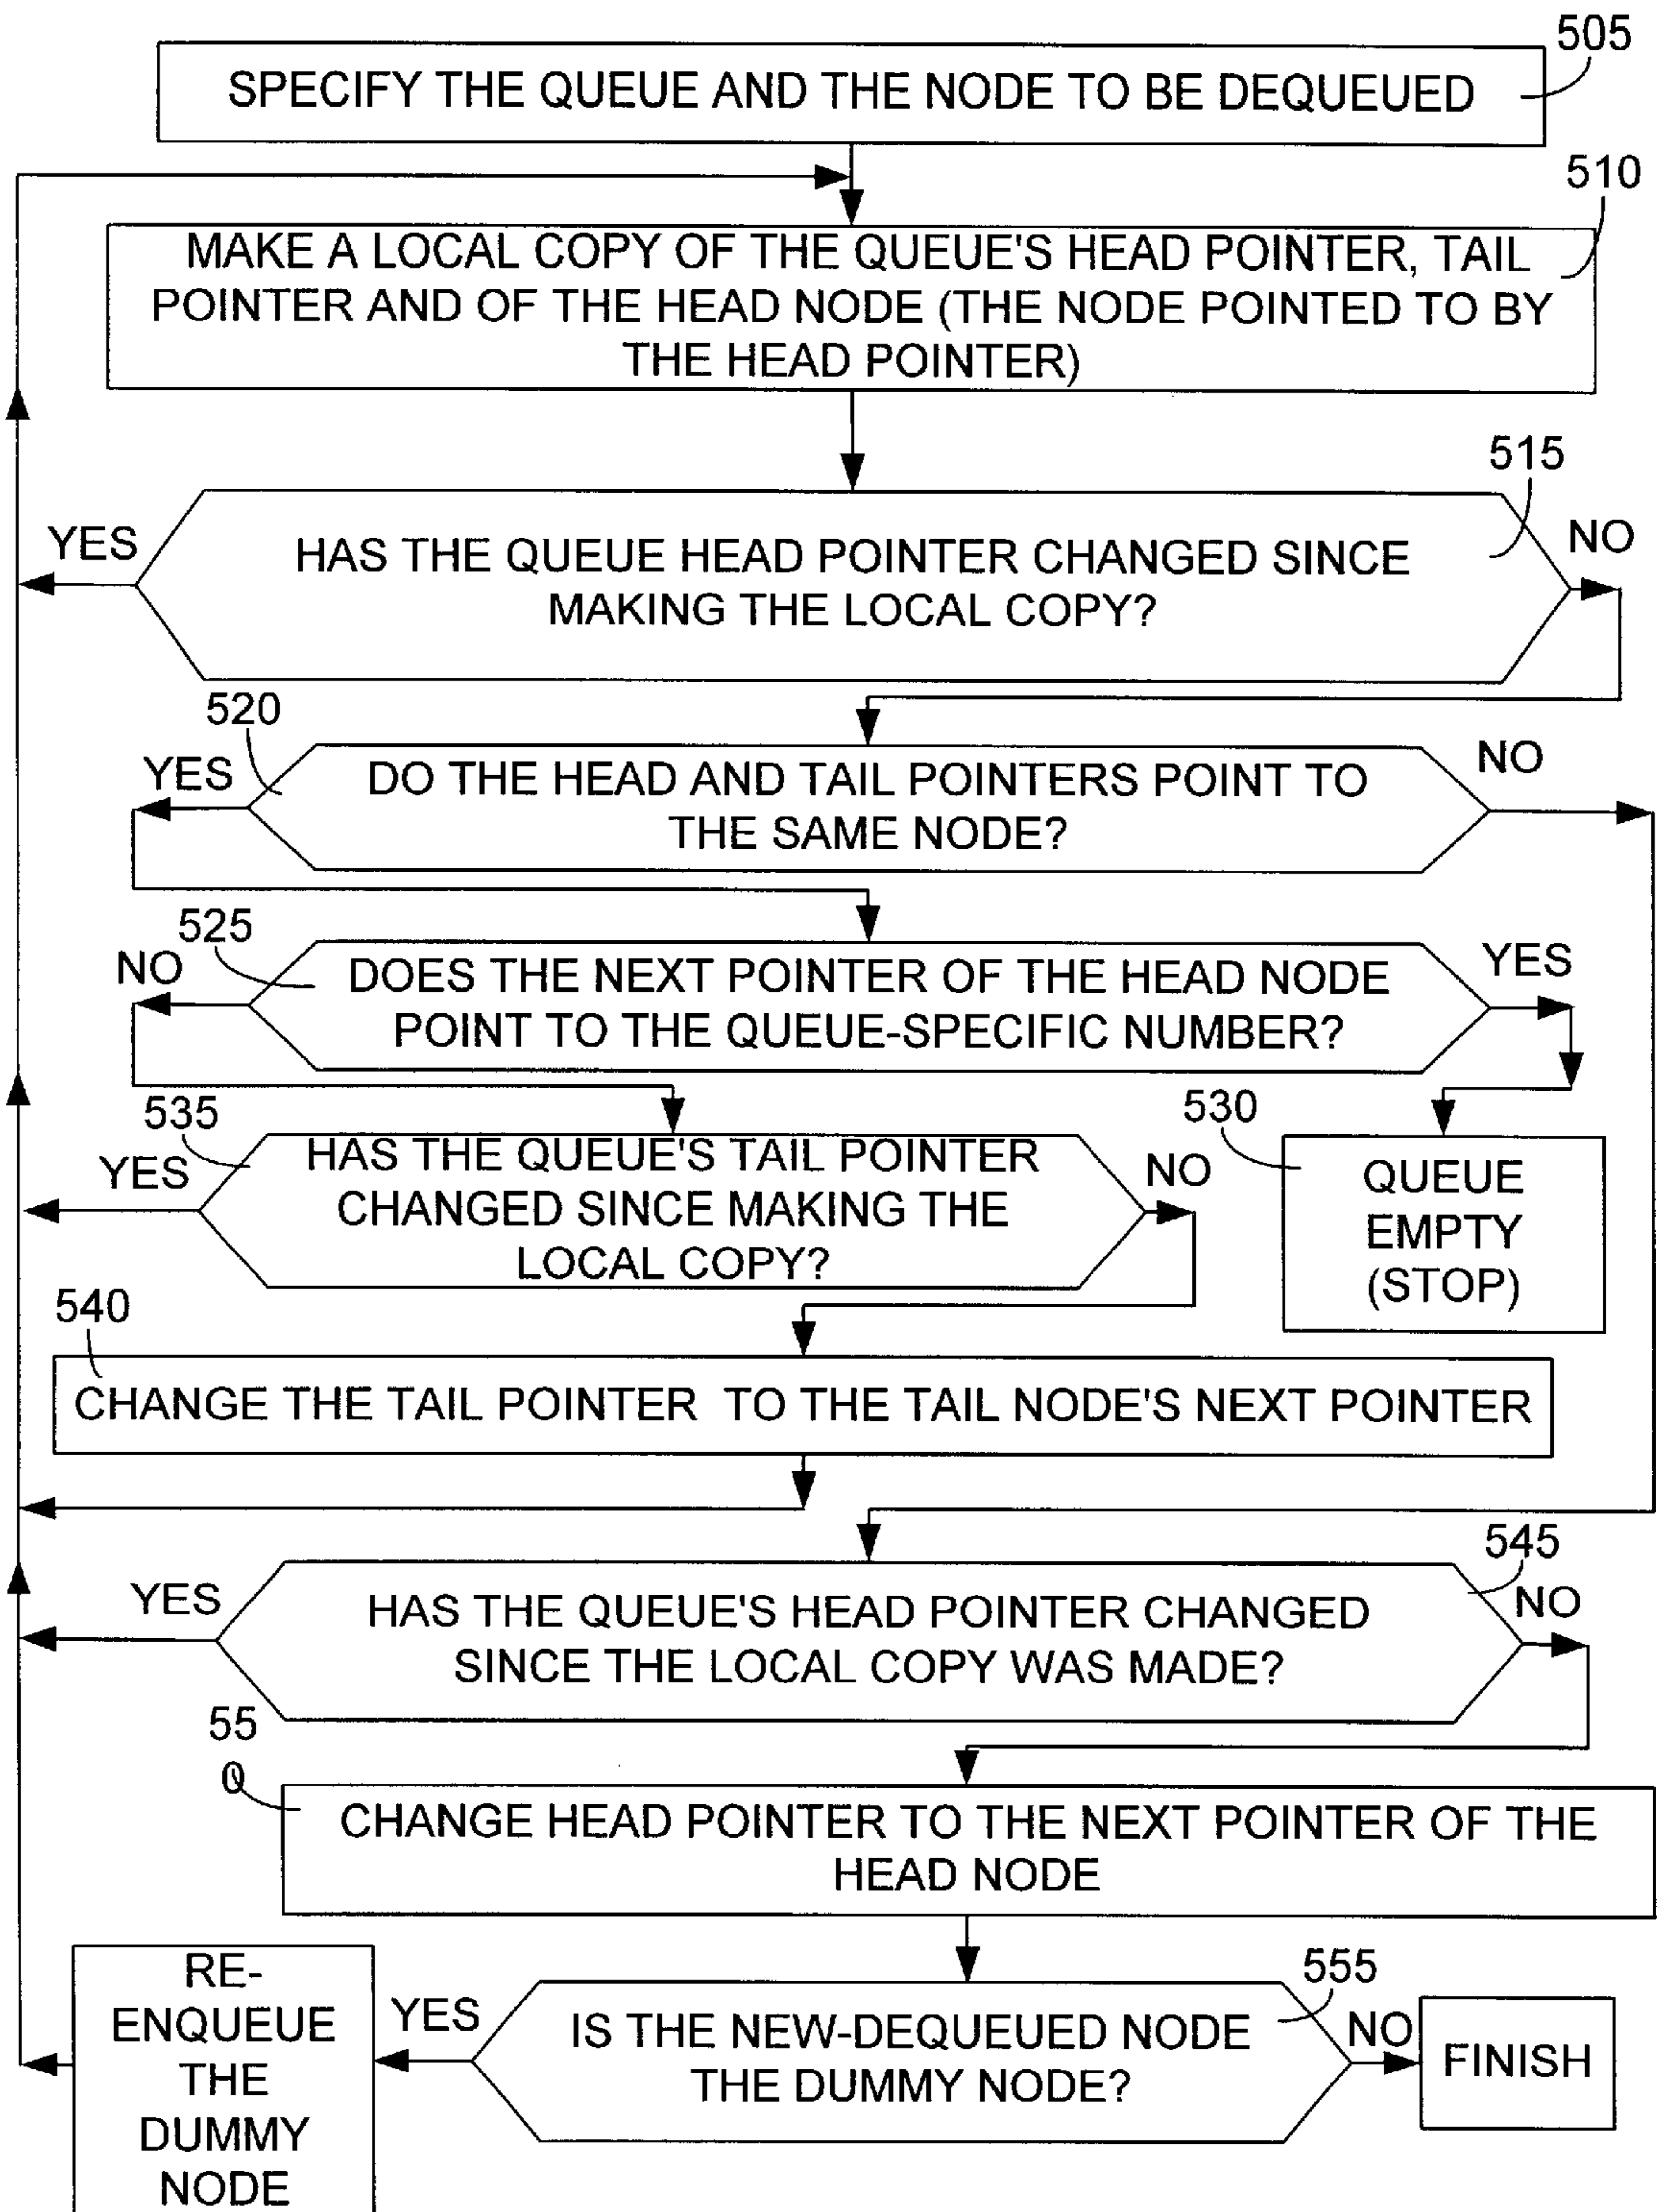 505
SPECIFY THE QUEUE AND THE NODE TO BE DEQUEUED
510
MAKE A LOCAL COPY OF THE QUEUE'S HEAD POINTER, TAIL
POINTER AND OF THE HEAD NODE (THE NODE POINTED TO BY
THE HEAD POINTER)
515
YES
NO
HAS THE QUEUE HEAD POINTER CHANGED SINCE
MAKING THE LOCAL COPY?
520
YES
NO
DO THE HEAD AND TAIL POINTERS POINT TO
THE SAME NODE?
525
NO
YES
DOES THE NEXT POINTER OF THE HEAD NODE
POINT TO THE QUEUE-SPECIFIC NUMBER?
535
YES
NO
HAS THE QUEUE'S TAIL POINTER
CHANGED SINCE MAKING THE
LOCAL COPY?
530
QUEUE
EMPTY
(STOP)
540
CHANGE THE TAIL POINTER TO THE TAIL NODE'S NEXT POINTER
545
YES
NO
HAS THE QUEUE'S HEAD POINTER CHANGED
SINCE THE LOCAL COPY WAS MADE?
55
0
CHANGE HEAD POINTER TO THE NEXT POINTER OF THE
HEAD NODE
555
YES
NO
IS THE NEW-DEQUEUED NODE
THE DUMMY NODE?
FINISH
RE-
ENQUEUE
THE
DUMMY
NODE